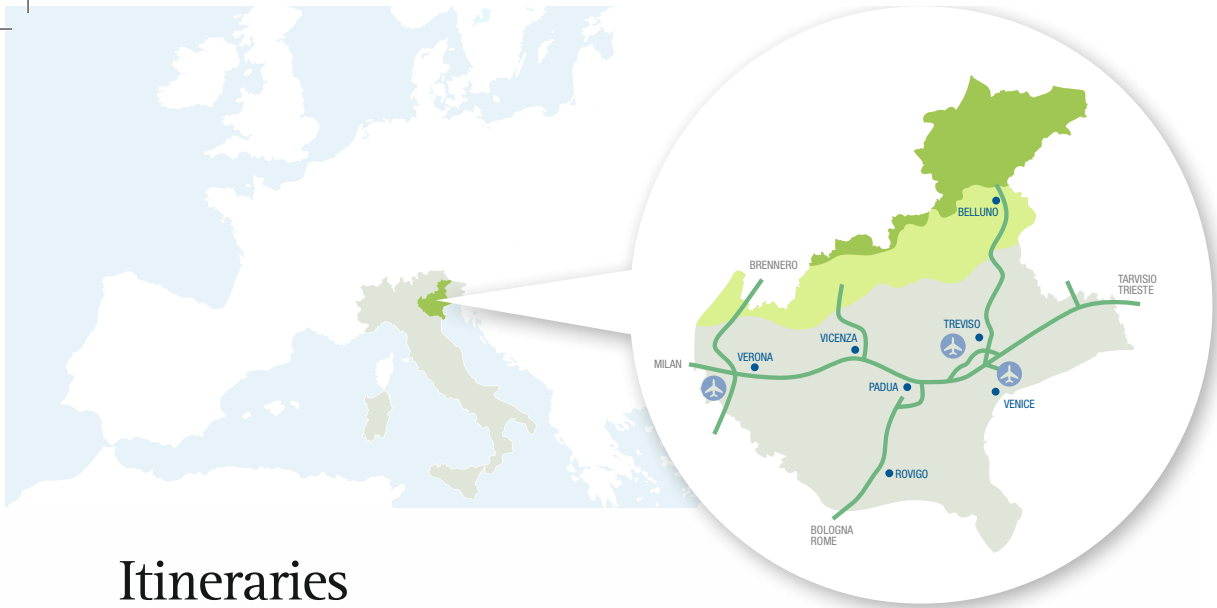 BELLUNO
BRENNERO
TARVISIO
TRIESTE
TREVISO
VICENZA
VERONA
MILAN
PADUA
VENICE
ROVIGO
BOLOGNA
ROME
Itineraries